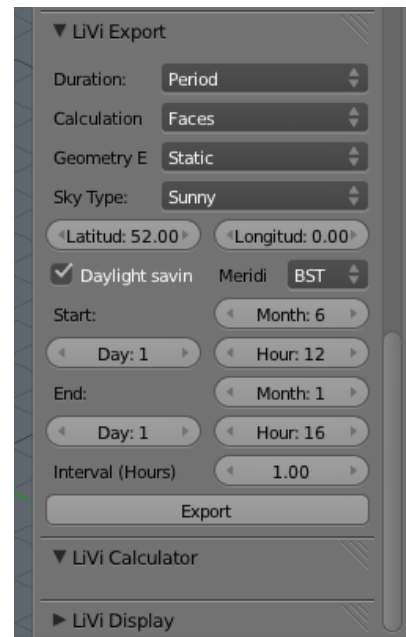 ▼ LiVi Export
Duration: Period
Calculation Faces
Geometry E Static
Sky Type: Sunny
Latitud: 52.00 Longitud: 0.00
Daylight savin Meridi BST
Start: Month: 6
Day: 1 Hour: 12
End: Month: 1
Day: 1 Hour: 16
Interval (Hours) 1.00
Export
▼ LiVi Calculator
▶ LiVi Display